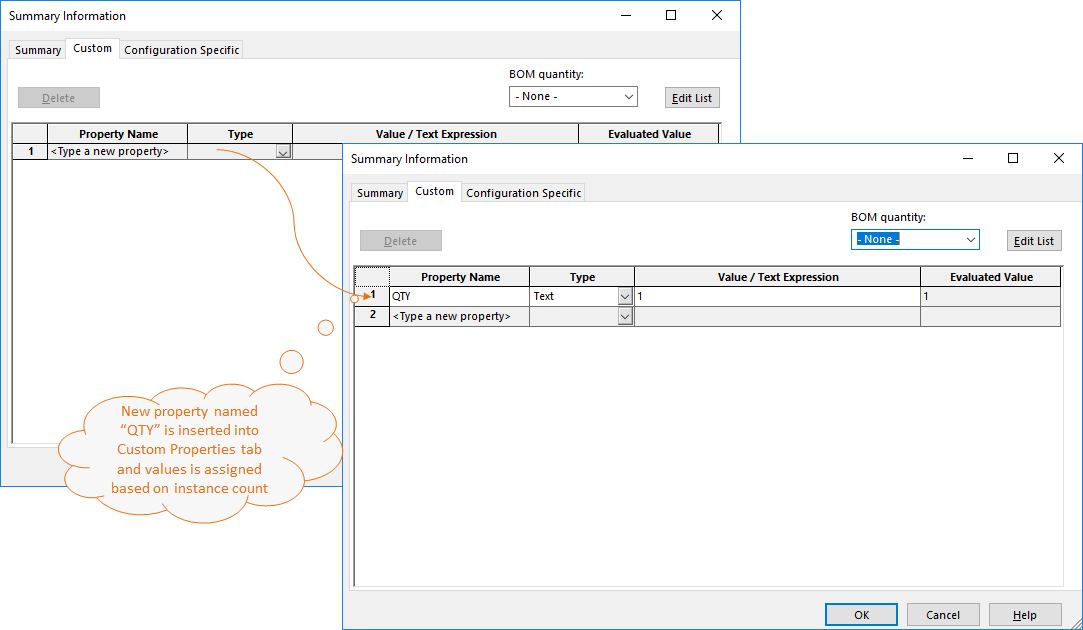 Summary Information
Summary Custom Configuration Specific
BOM quantity:
Delete - None - Edit List
Property Name Type Value / Text Expression Evaluated Value
1 <Type a new property>
Summary Information
Summary Custom Configuration Specific
BOM quantity:
Delete - None - Edit List
Property Name Type Value / Text Expression Evaluated Value
1 QTY Text 1 1
2 <Type a new property>
New property named
“QTY” is inserted into
Custom Properties tab
and values is assigned
based on instance count
OK Cancel Help